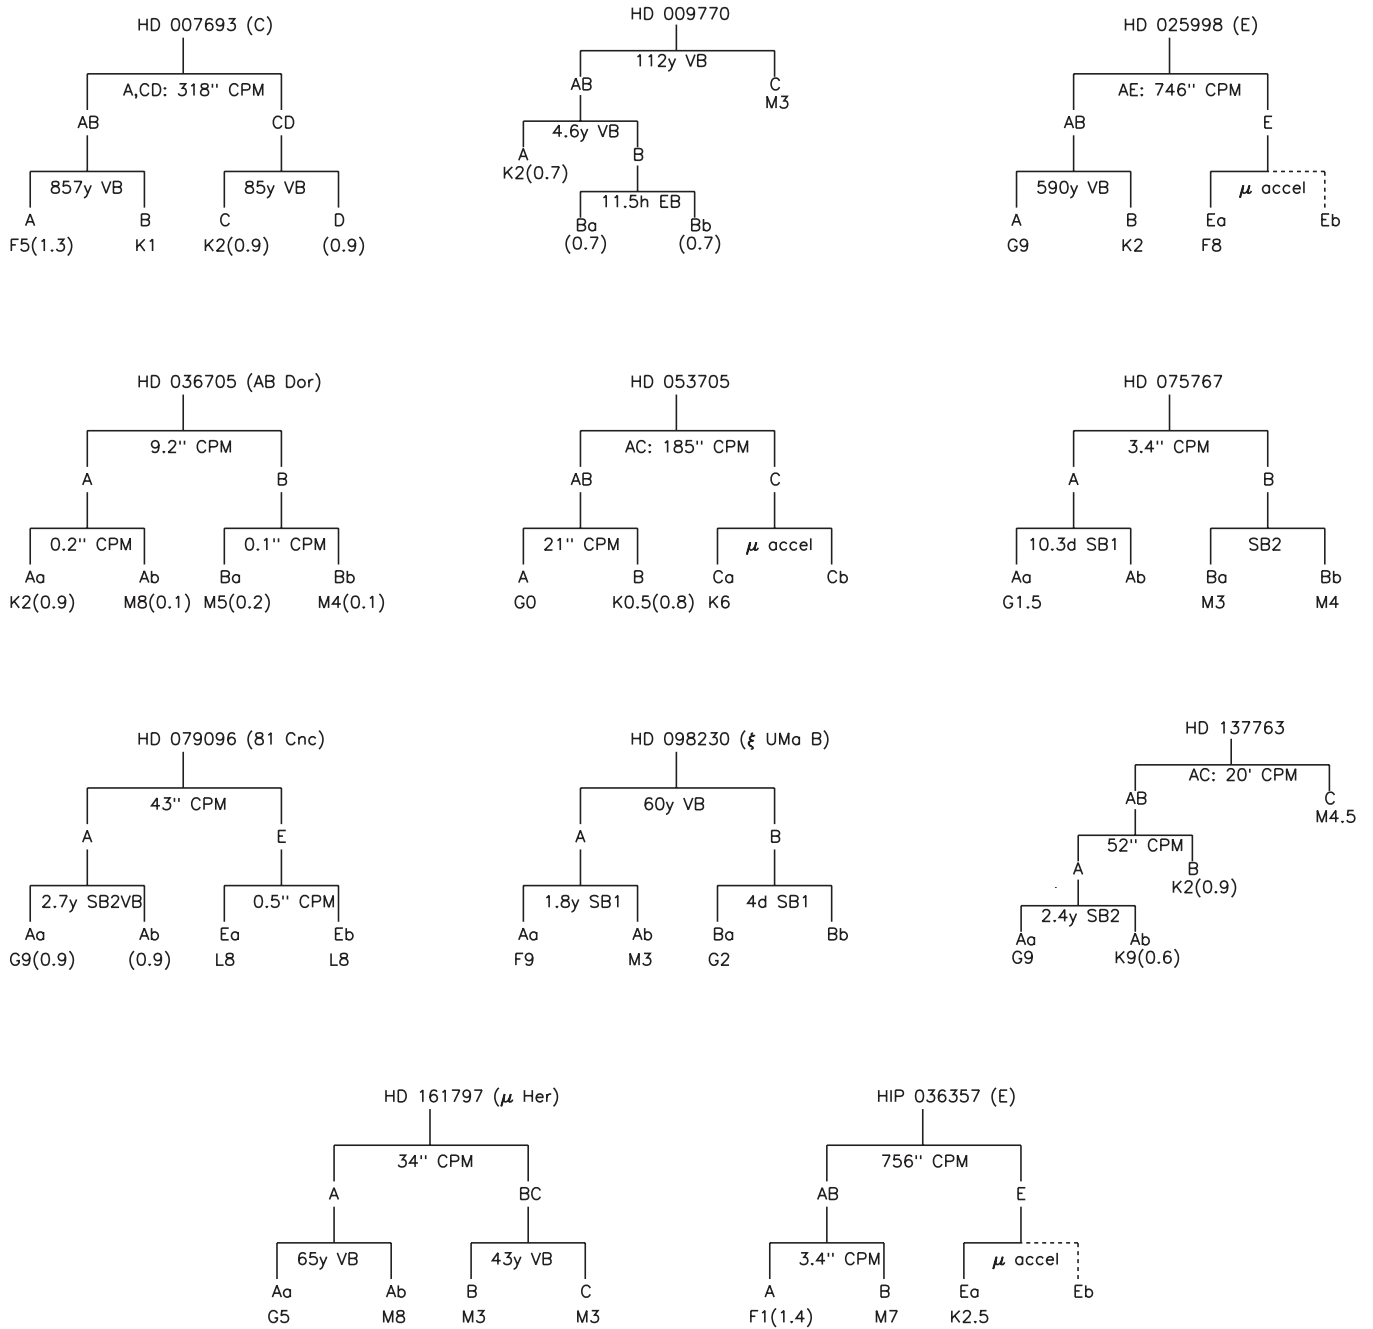 HD 007693 (C)
A,CD: 318" CPM
AB CD
857y VB 85y VB
A B C D
F5(1.3) K1 K2(0.9) (0.9)
HD 009770
112y VB
AB C
M3
4.6y VB
A B
K2(0.7)
11.5h EB
Ba Bb
(0.7) (0.7)
HD 025998 (E)
AE: 746" CPM
AB E
590y VB μ accel
A B Ea Eb
G9 K2 F8
HD 036705 (AB Dor)
9.2" CPM
A B
0.2" CPM 0.1" CPM
Aa Ab Ba Bb
K2(0.9) M8(0.1) M5(0.2) M4(0.1)
HD 053705
AC: 185" CPM
AB C
21" CPM μ accel
A B Ca Cb
G0 K0.5(0.8) K6
HD 075767
3.4" CPM
A B
10.3d SB1 SB2
Aa Ab Ba Bb
G1.5 M3 M4
HD 079096 (81 Cnc)
43" CPM
A E
2.7y SB2VB 0.5" CPM
Aa Ab Ea Eb
G9(0.9) (0.9) L8 L8
HD 098230 (ξ UMa B)
60y VB
A B
1.8y SB1 4d SB1
Aa Ab Ba Bb
F9 M3 G2
HD 137763
AC: 20' CPM
AB C
M4.5
52" CPM
A B
K2(0.9)
2.4y SB2
Aa Ab
G9 K9(0.6)
HD 161797 (μ Her)
34" CPM
A BC
65y VB 43y VB
Aa Ab B C
G5 M8 M3 M3
HIP 036357 (E)
756" CPM
AB E
3.4" CPM μ accel
A B Ea Eb
F1(1.4) M7 K2.5